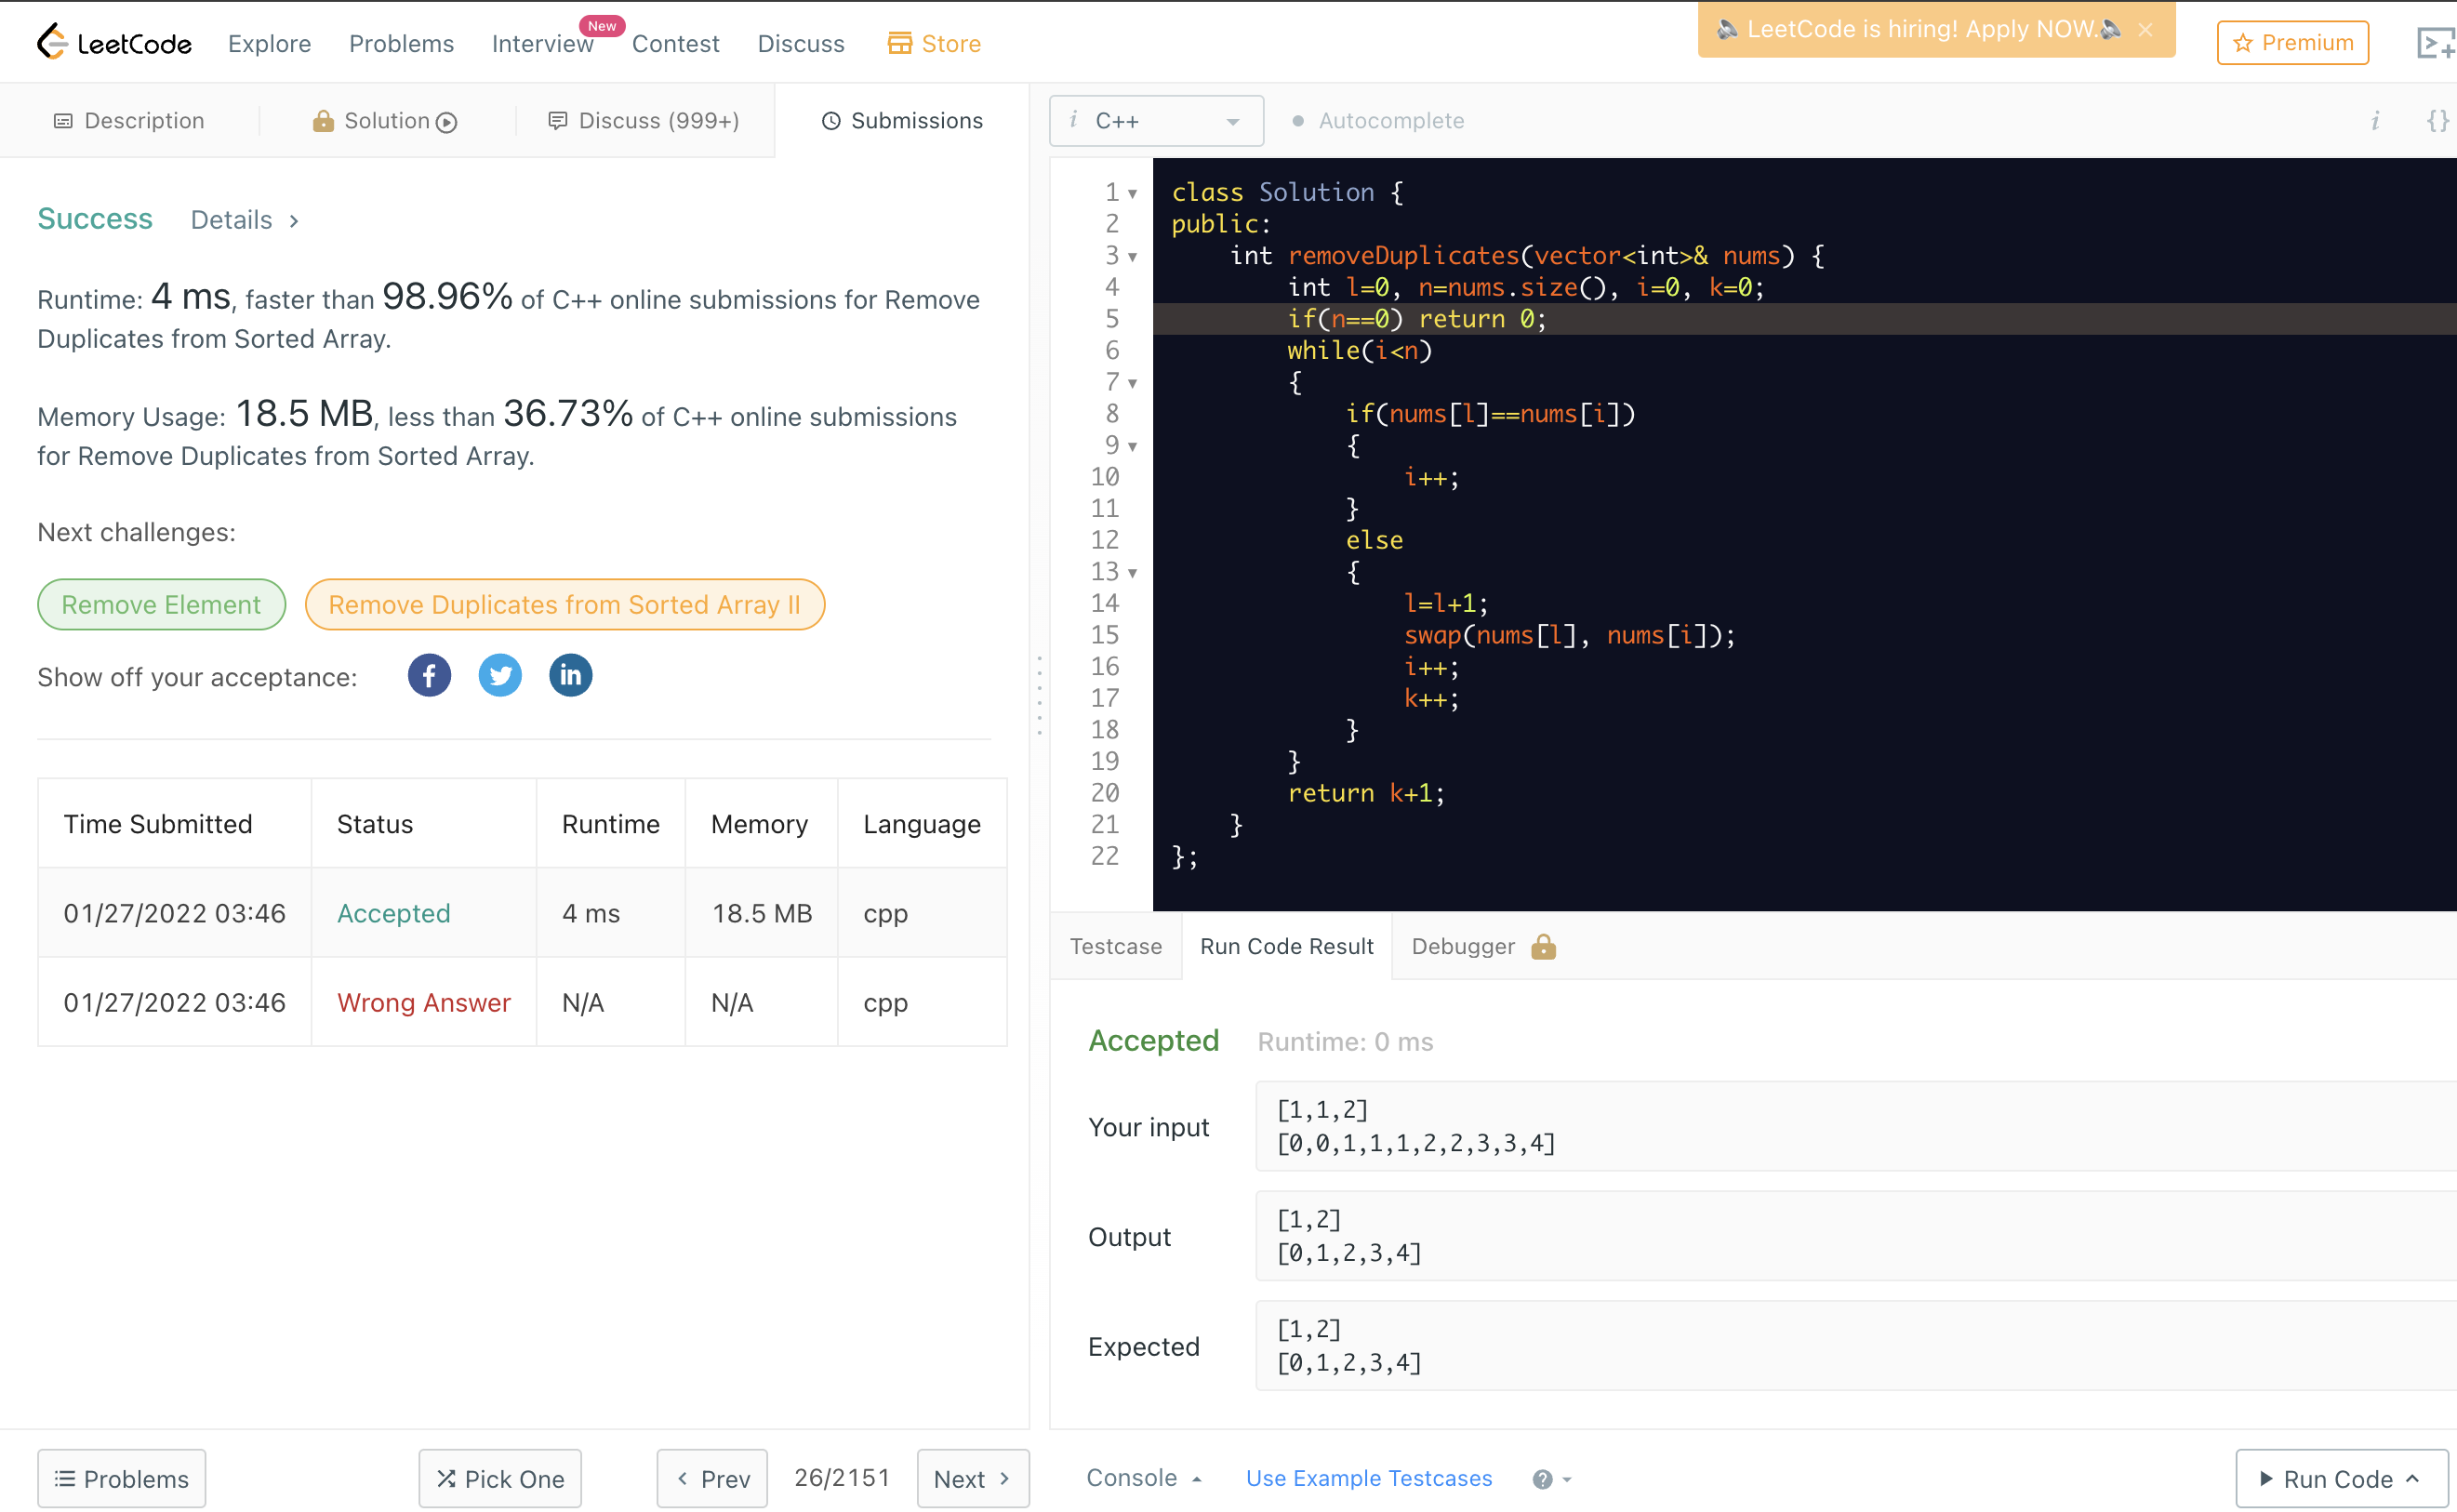 LeetCode Explore Problems Interview New Contest Discuss Store LeetCode is hiring! Apply NOW. Premium
Description Solution Discuss (999+) Submissions
Success Details
Runtime: 4 ms, faster than 98.96% of C++ online submissions for Remove
Duplicates from Sorted Array.
Memory Usage: 18.5 MB, less than 36.73% of C++ online submissions
for Remove Duplicates from Sorted Array.
Next challenges:
Remove Element Remove Duplicates from Sorted Array II
Show off your acceptance:
Time Submitted Status Runtime Memory Language
01/27/2022 03:46 Accepted 4 ms 18.5 MB cpp
01/27/2022 03:46 Wrong Answer N/A N/A cpp
Problems Pick One < Prev 26/2151 Next >
i C++ Autocomplete i {}
1 class Solution {
2 public:
3     int removeDuplicates(vector<int>& nums) {
4         int l=0, n=nums.size(), i=0, k=0;
5         if(n==0) return 0;
6         while(i<n)
7         {
8             if(nums[l]==nums[i])
9             {
10                 i++;
11             }
12             else
13             {
14                 l=l+1;
15                 swap(nums[l], nums[i]);
16                 i++;
17                 k++;
18             }
19         }
20         return k+1;
21     }
22 };
Testcase Run Code Result Debugger
Accepted Runtime: 0 ms
Your input
[1,1,2]
[0,0,1,1,1,2,2,3,3,4]
Output
[1,2]
[0,1,2,3,4]
Expected
[1,2]
[0,1,2,3,4]
Console Use Example Testcases ? Run Code